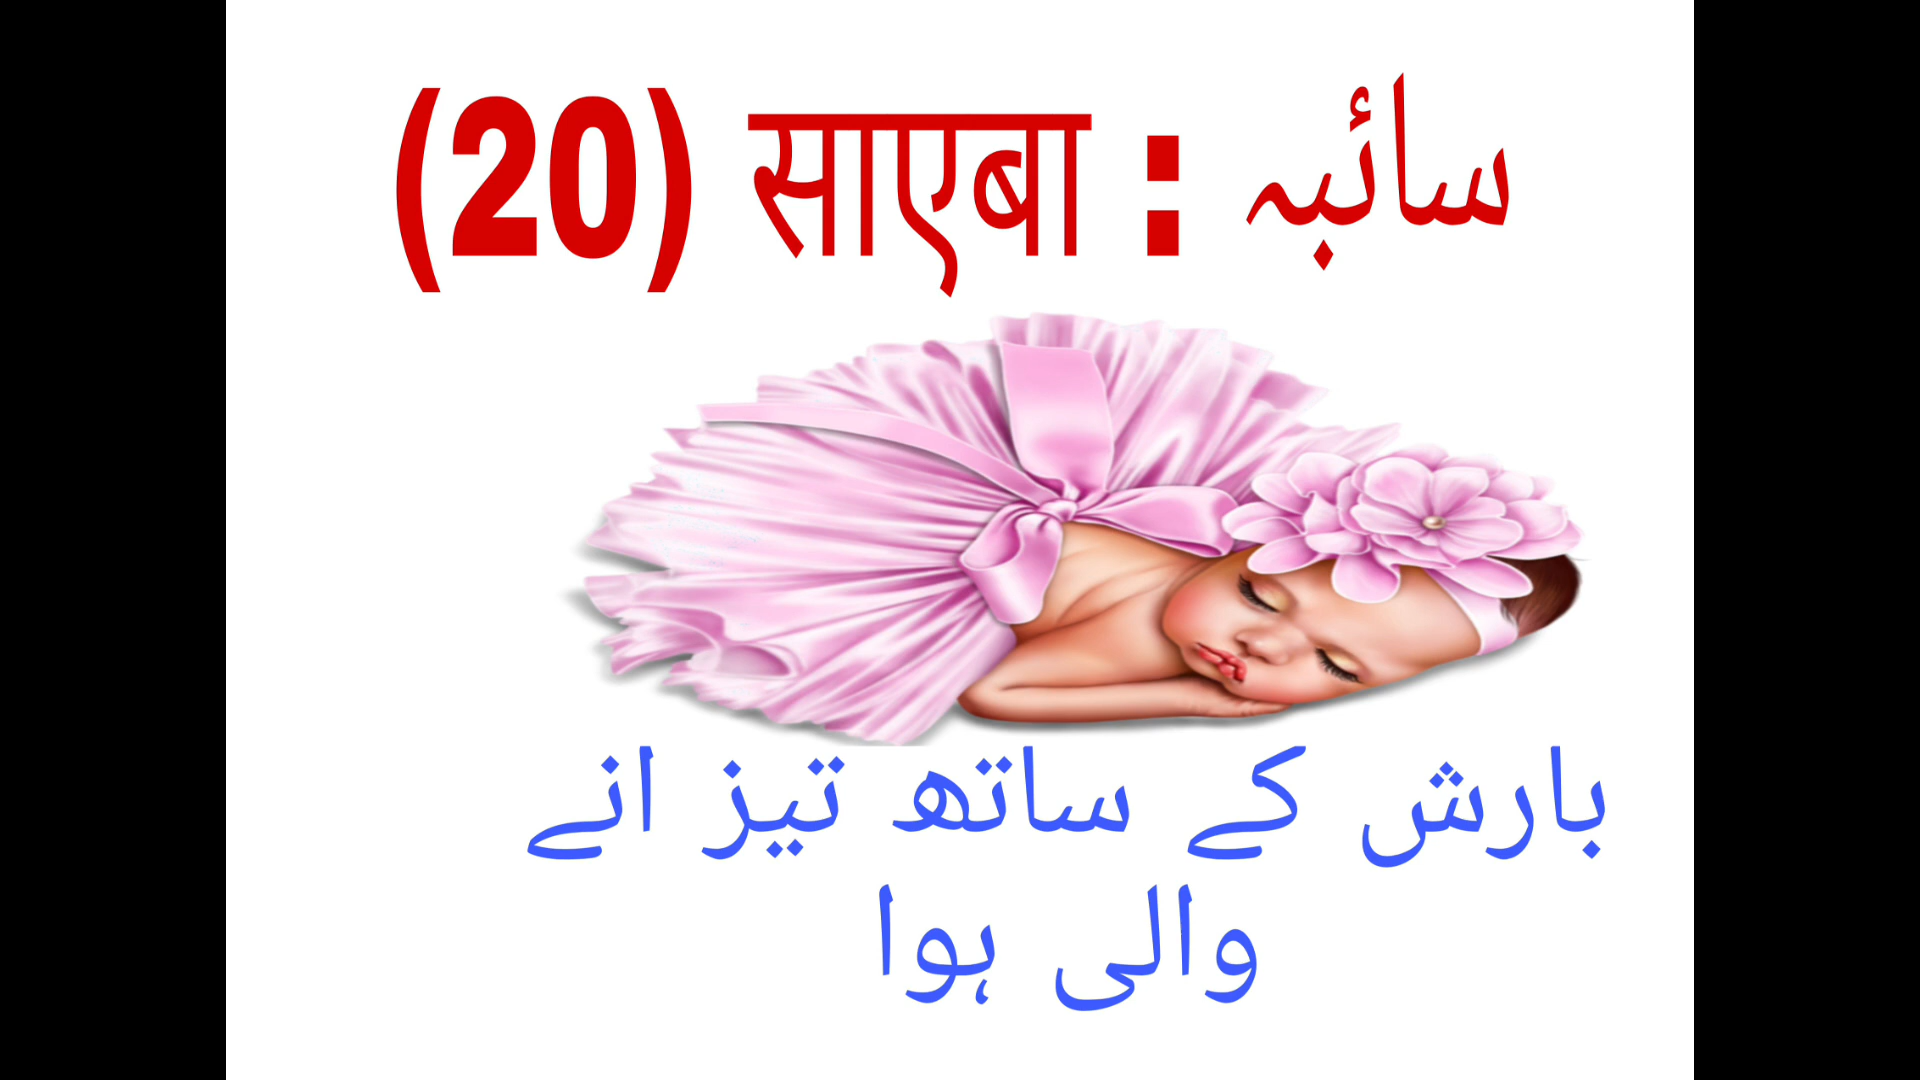 (20) साएबा : سائبہ
بارش کے ساتھ تیز انے
والی ہوا